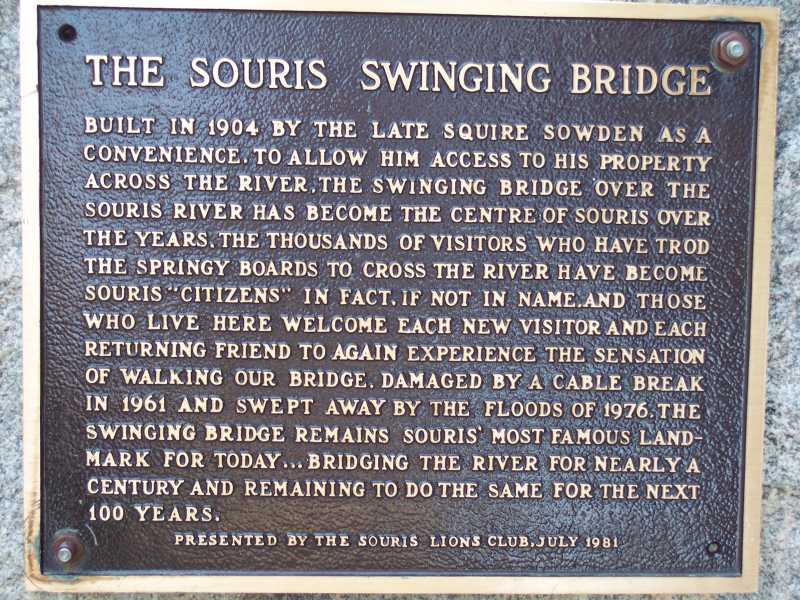 THE SOURIS SWINGING BRIDGE
BUILT IN 1904 BY THE LATE SQUIRE SOWDEN AS A
CONVENIENCE. TO ALLOW HIM ACCESS TO HIS PROPERTY
ACROSS THE RIVER. THE SWINGING BRIDGE OVER THE
SOURIS RIVER HAS BECOME THE CENTRE OF SOURIS OVER
THE YEARS. THE THOUSANDS OF VISITORS WHO HAVE TROD
THE SPRINGY BOARDS TO CROSS THE RIVER HAVE BECOME
SOURIS "CITIZENS" IN FACT. IF NOT IN NAME. AND THOSE
WHO LIVE HERE WELCOME EACH NEW VISITOR AND EACH
RETURNING FRIEND TO AGAIN EXPERIENCE THE SENSATION
OF WALKING OUR BRIDGE. DAMAGED BY A CABLE BREAK
IN 1961 AND SWEPT AWAY BY THE FLOODS OF 1976. THE
SWINGING BRIDGE REMAINS SOURIS' MOST FAMOUS LAND-
MARK FOR TODAY... BRIDGING THE RIVER FOR NEARLY A
CENTURY AND REMAINING TO DO THE SAME FOR THE NEXT
100 YEARS.
PRESENTED BY THE SOURIS LIONS CLUB. JULY 1981